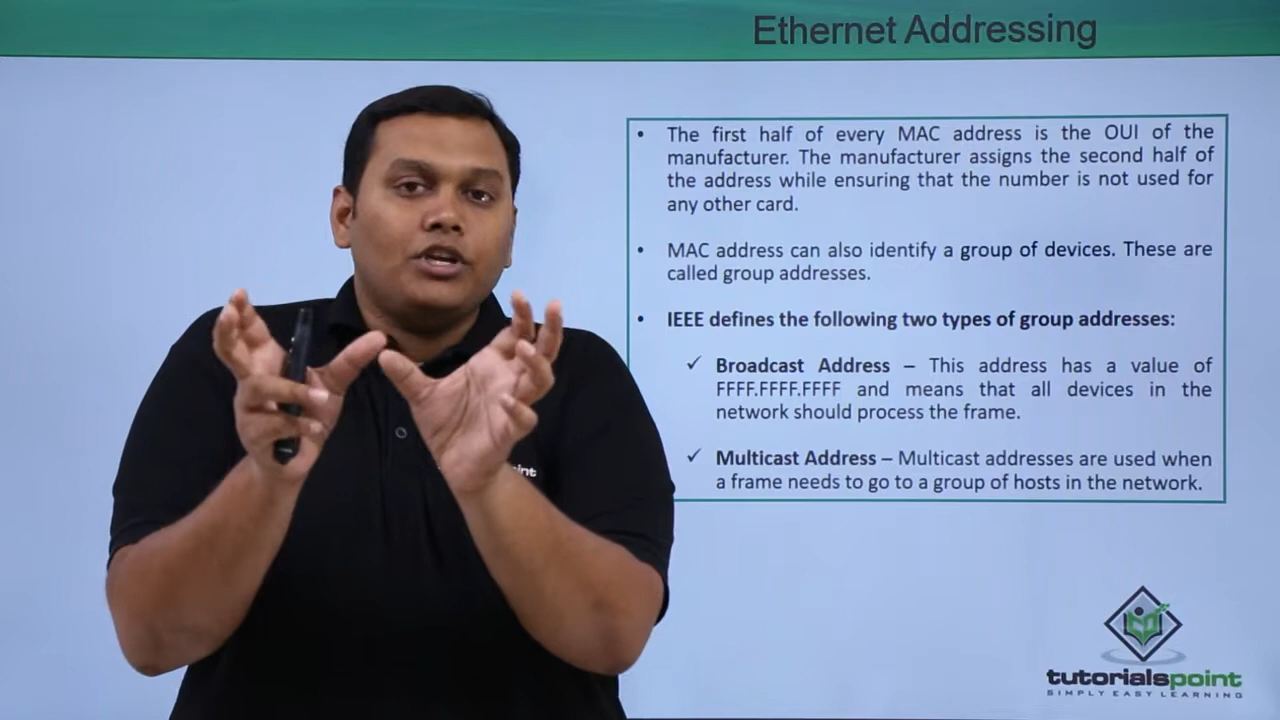 Ethernet Addressing
• The first half of every MAC address is the OUI of the
manufacturer. The manufacturer assigns the second half of
the address while ensuring that the number is not used for
any other card.
• MAC address can also identify a group of devices. These are
called group addresses.
• IEEE defines the following two types of group addresses:
✓ Broadcast Address – This address has a value of
FFFF.FFFF.FFFF and means that all devices in the
network should process the frame.
✓ Multicast Address – Multicast addresses are used when
a frame needs to go to a group of hosts in the network.
int
tutorialspoint
SIMPLY EASY LEARNING